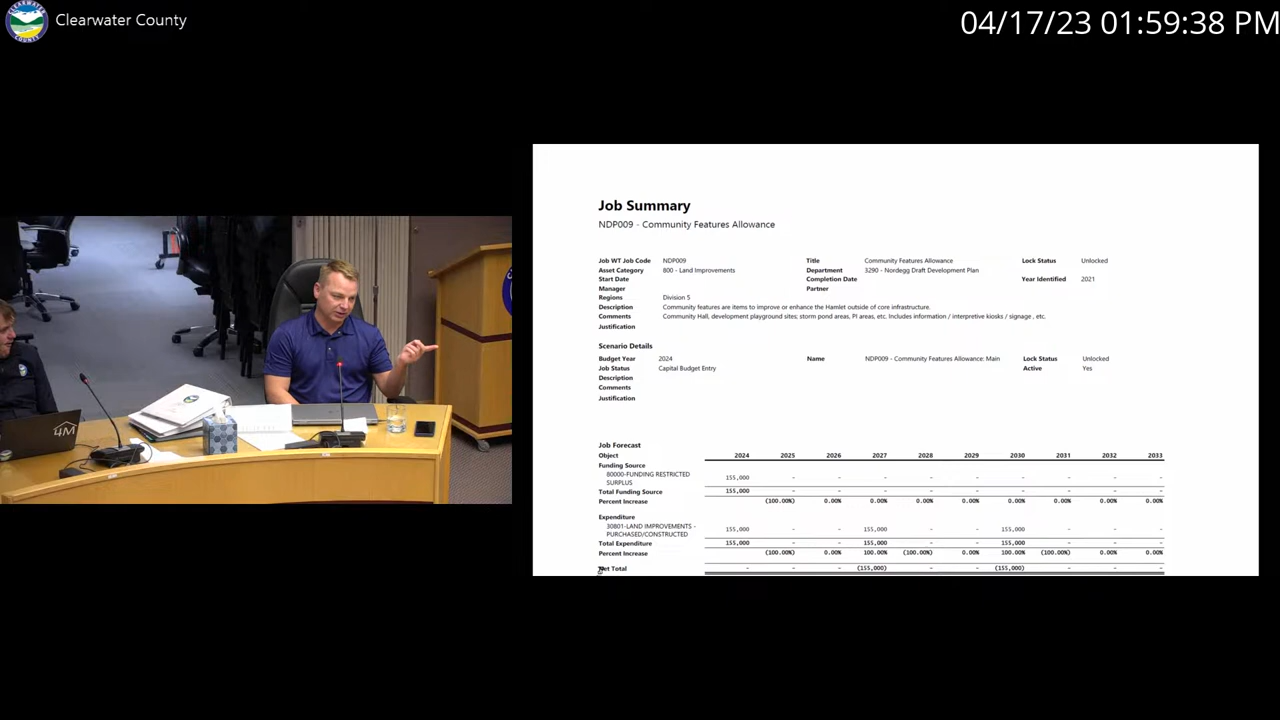 Clearwater County
04/17/23 01:59:38 PM
Job Summary
NDP009 - Community Features Allowance
Job WT Job Code NDP009 Title Community Features Allowance Lock Status Unlocked
Asset Category 800 - Land Improvements Department 3290 - Nordegg Draft Development Plan
Start Date Completion Date Year Identified 2021
Manager Partner
Regions Division 5
Description Community features are items to improve or enhance the Hamlet outside of core infrastructure.
Comments Community Hall, development playground sites; storm pond areas, PI areas, etc. Includes information / interpretive kiosks / signage , etc.
Justification
Scenario Details
Budget Year 2024 Name NDP009 - Community Features Allowance: Main Lock Status Unlocked
Job Status Capital Budget Entry Active Yes
Description
Comments
Justification
Job Forecast
Object 2024 2025 2026 2027 2028 2029 2030 2031 2032 2033
Funding Source
80000-FUNDING RESTRICTED
SURPLUS 155,000 - - - - - - - - -
Total Funding Source 155,000 - - - - - - - - -
Percent Increase (100.00%) 0.00% 0.00% 0.00% 0.00% 0.00% 0.00% 0.00% 0.00%
Expenditure
30801-LAND IMPROVEMENTS -
PURCHASED/CONSTRUCTED 155,000 - - 155,000 - - 155,000 - - -
Total Expenditure 155,000 - - 155,000 - - 155,000 - - -
Percent Increase (100.00%) 0.00% 100.00% (100.00%) 0.00% 100.00% (100.00%) 0.00% 0.00%
Net Total - - - (155,000) - - (155,000) - - -
4M